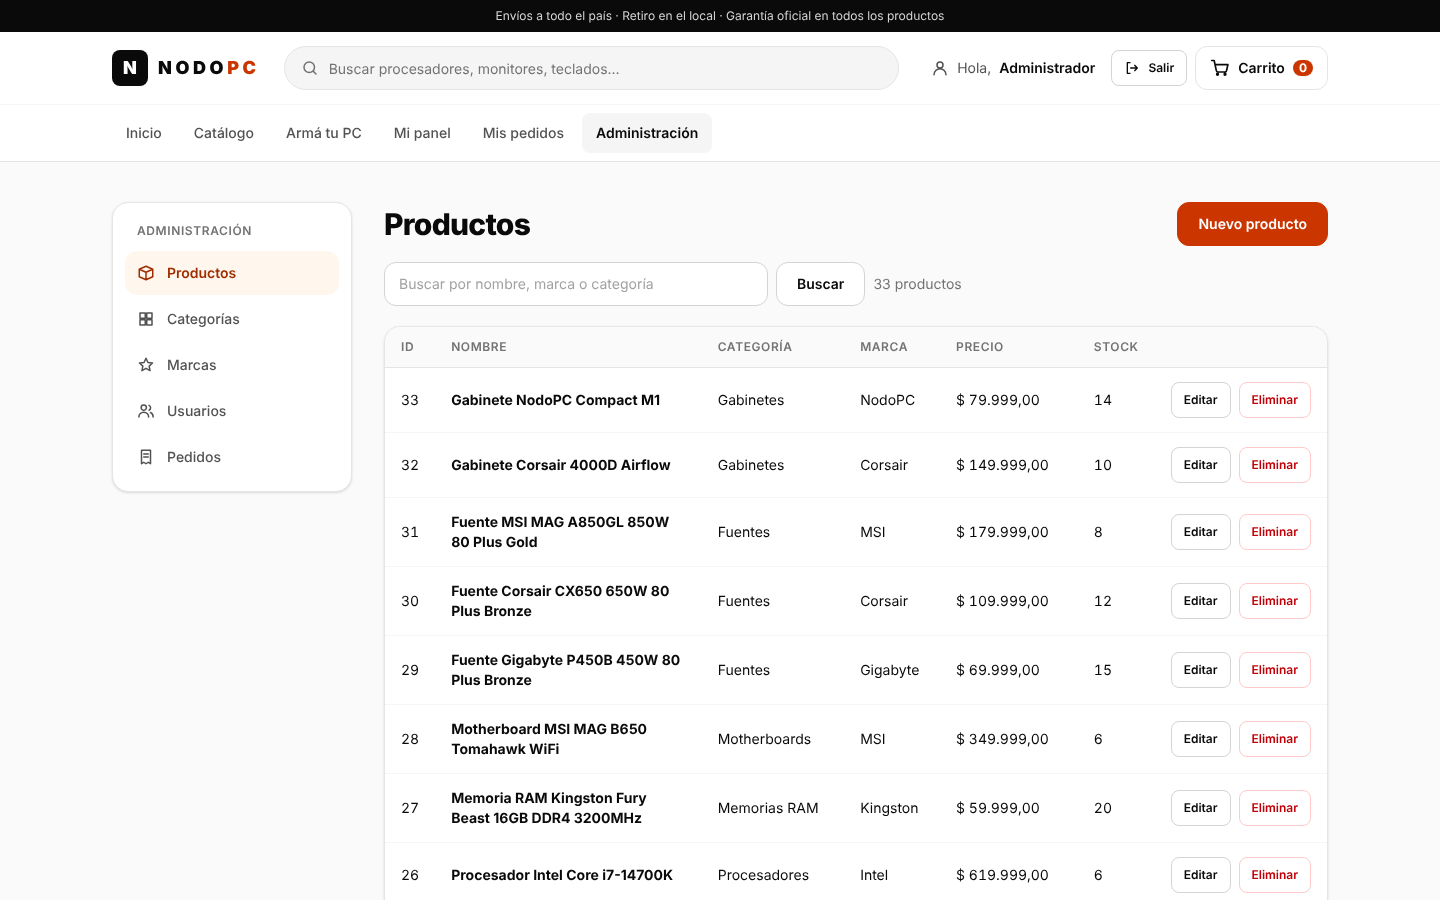 Envíos a todo el país · Retiro en el local · Garantía oficial en todos los productos
N NODOPC
Buscar procesadores, monitores, teclados...
Hola, Administrador
Salir
Carrito 0
Inicio Catálogo Armá tu PC Mi panel Mis pedidos Administración
ADMINISTRACIÓN
Productos
Categorías
Marcas
Usuarios
Pedidos
Productos
Nuevo producto
Buscar por nombre, marca o categoría
Buscar
33 productos
ID NOMBRE CATEGORÍA MARCA PRECIO STOCK
33 Gabinete NodoPC Compact M1 Gabinetes NodoPC $ 79.999,00 14 Editar Eliminar
32 Gabinete Corsair 4000D Airflow Gabinetes Corsair $ 149.999,00 10 Editar Eliminar
31 Fuente MSI MAG A850GL 850W
80 Plus Gold Fuentes MSI $ 179.999,00 8 Editar Eliminar
30 Fuente Corsair CX650 650W 80
Plus Bronze Fuentes Corsair $ 109.999,00 12 Editar Eliminar
29 Fuente Gigabyte P450B 450W 80
Plus Bronze Fuentes Gigabyte $ 69.999,00 15 Editar Eliminar
28 Motherboard MSI MAG B650
Tomahawk WiFi Motherboards MSI $ 349.999,00 6 Editar Eliminar
27 Memoria RAM Kingston Fury
Beast 16GB DDR4 3200MHz Memorias RAM Kingston $ 59.999,00 20 Editar Eliminar
26 Procesador Intel Core i7-14700K Procesadores Intel $ 619.999,00 6 Editar Eliminar